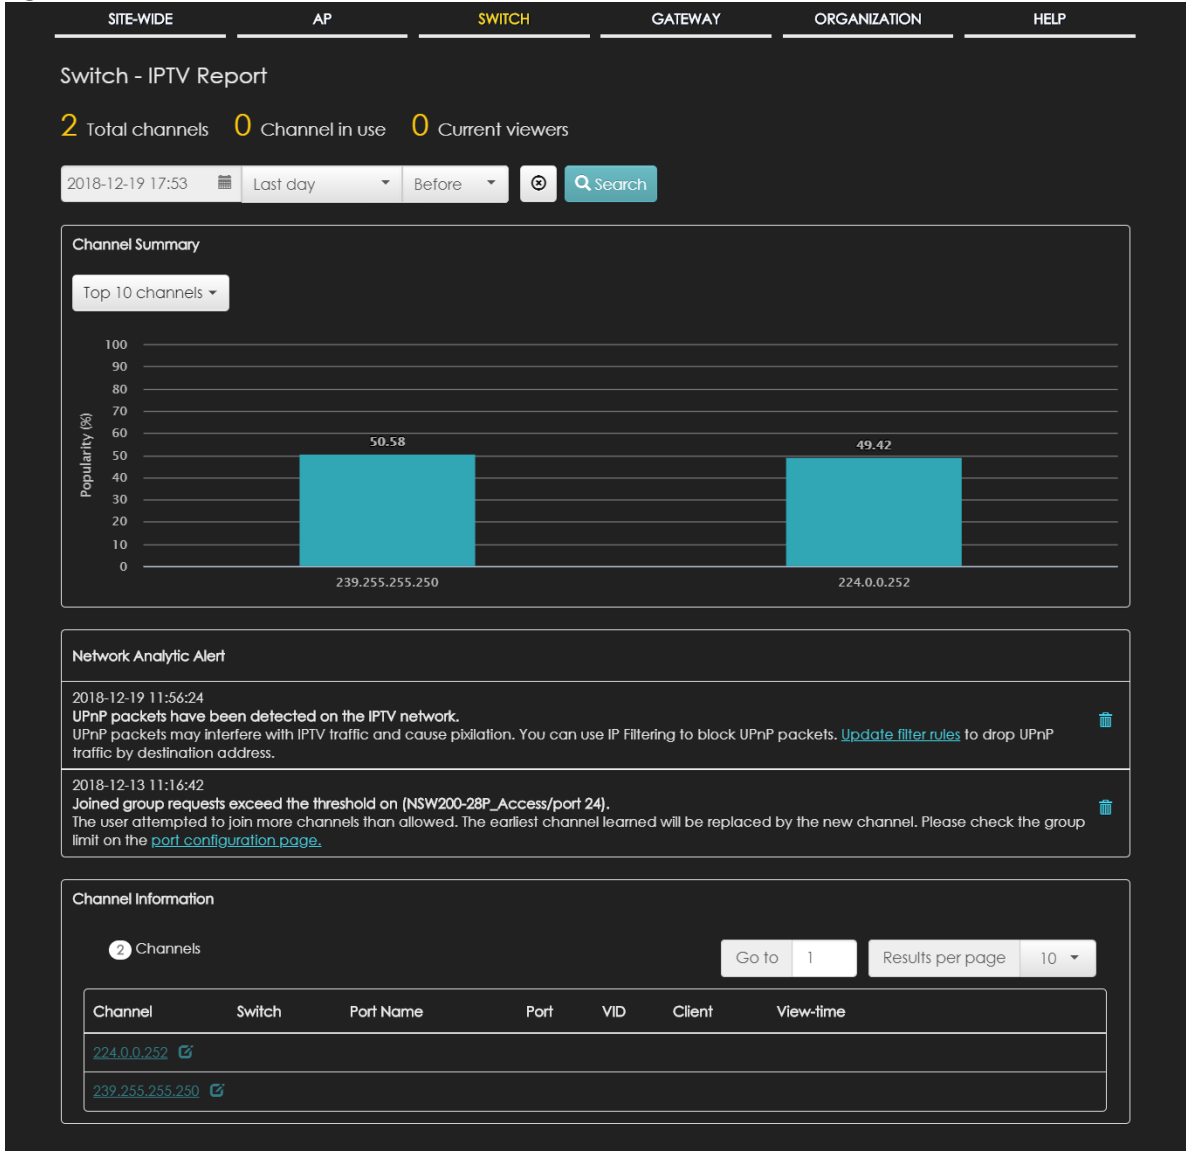 SITE-WIDE AP SWITCH GATEWAY ORGANIZATION HELP
Switch - IPTV Report
2 Total channels 0 Channel in use 0 Current viewers
2018-12-19 17:53 Last day Before Search
Channel Summary
Top 10 channels
100
90
80
70
60
50
40
30
20
10
0
Popularity (%)
50.58
49.42
239.255.255.250
224.0.0.252
Network Analytic Alert
2018-12-19 11:56:24
UPnP packets have been detected on the IPTV network.
UPnP packets may interfere with IPTV traffic and cause pixilation. You can use IP Filtering to block UPnP packets. Update filter rules to drop UPnP
traffic by destination address.
2018-12-13 11:16:42
Joined group requests exceed the threshold on (NSW200-28P_Access/port 24).
The user attempted to join more channels than allowed. The earliest channel learned will be replaced by the new channel. Please check the group
limit on the port configuration page.
Channel Information
2 Channels
Go to 1 Results per page 10
Channel Switch Port Name Port VID Client View-time
224.0.0.252
239.255.255.250